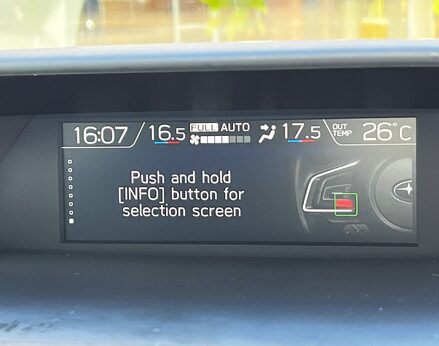 16:07 16.5 FULL AUTO 17.5 OUT TEMP 26°C
Push and hold
[INFO] button for
selection screen